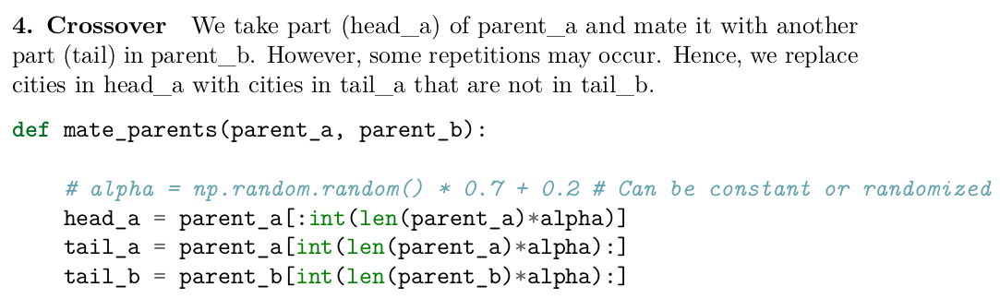 4. Crossover We take part (head_a) of parent_a and mate it with another
part (tail) in parent_b. However, some repetitions may occur. Hence, we replace
cities in head_a with cities in tail_a that are not in tail_b.
def mate_parents(parent_a, parent_b):
    # alpha = np.random.random() * 0.7 + 0.2 # Can be constant or randomized
    head_a = parent_a[:int(len(parent_a)*alpha)]
    tail_a = parent_a[int(len(parent_a)*alpha):]
    tail_b = parent_b[int(len(parent_b)*alpha):]